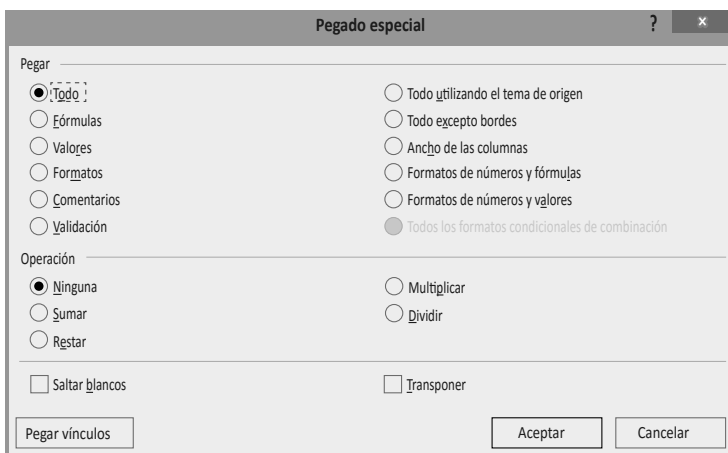 Pegado especial ? ×
Pegar
Todo
Todo utilizando el tema de origen
Fórmulas
Todo excepto bordes
Valores
Ancho de las columnas
Formatos
Formatos de números y fórmulas
Comentarios
Formatos de números y valores
Validación
Todos los formatos condicionales de combinación
Operación
Ninguna
Multiplicar
Sumar
Dividir
Restar
Saltar blancos
Transponer
Pegar vínculos
Aceptar
Cancelar